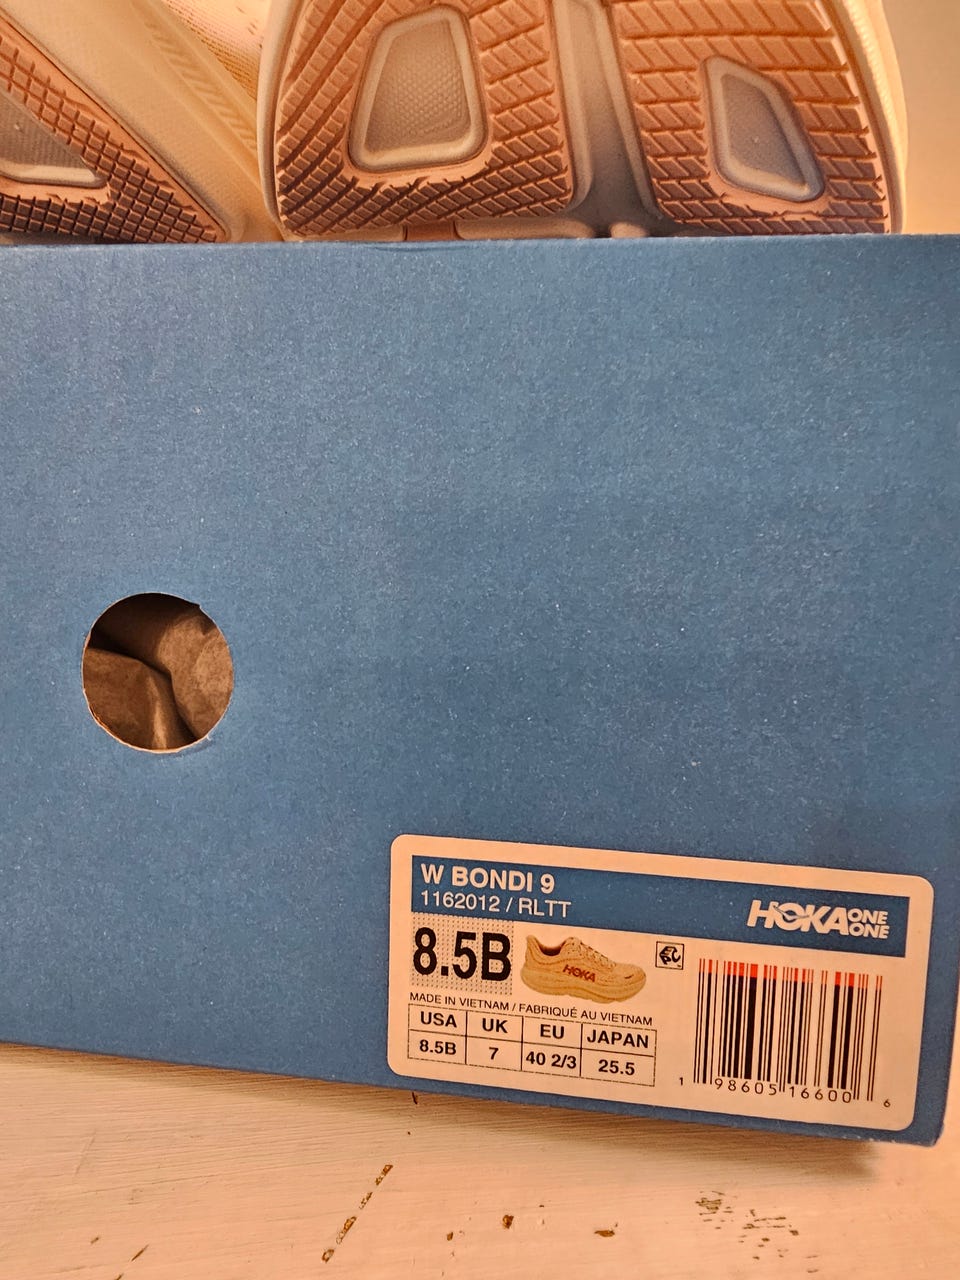 W BONDI 9
1162012 / RLTT
HOKA ONE ONE
8.5B
HOKA
MADE IN VIETNAM / FABRIQUÉ AU VIETNAM
USA UK EU JAPAN
8.5B 7 40 2/3 25.5
1 98605 16600 6